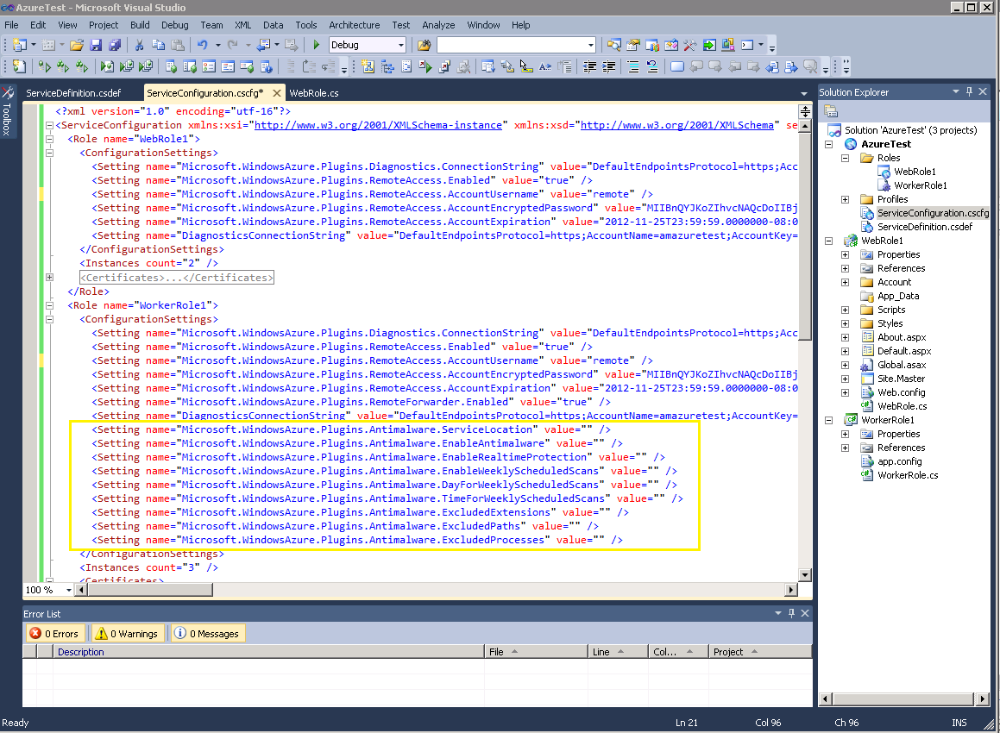 AzureTest - Microsoft Visual Studio
File Edit View Project Build Debug Team XML Data Tools Architecture Test Analyze Window Help
Debug
Toolbox
ServiceDefinition.csdef ServiceConfiguration.cscfg* WebRole.cs
<?xml version="1.0" encoding="utf-16"?>
<ServiceConfiguration xmlns:xsi="http://www.w3.org/2001/XMLSchema-instance" xmlns:xsd="http://www.w3.org/2001/XMLSchema" se
<Role name="WebRole1">
<ConfigurationSettings>
<Setting name="Microsoft.WindowsAzure.Plugins.Diagnostics.ConnectionString" value="DefaultEndpointsProtocol=https;Acc
<Setting name="Microsoft.WindowsAzure.Plugins.RemoteAccess.Enabled" value="true" />
<Setting name="Microsoft.WindowsAzure.Plugins.RemoteAccess.AccountUsername" value="remote" />
<Setting name="Microsoft.WindowsAzure.Plugins.RemoteAccess.AccountEncryptedPassword" value="MIIBnQYJKoZIhvcNAQcDoIIBj
<Setting name="Microsoft.WindowsAzure.Plugins.RemoteAccess.AccountExpiration" value="2012-11-25T23:59:59.0000000-08:0
<Setting name="DiagnosticsConnectionString" value="DefaultEndpointsProtocol=https;AccountName=amazuretest;AccountKey=
</ConfigurationSettings>
<Instances count="2" />
<Certificates>...</Certificates>
</Role>
<Role name="WorkerRole1">
<ConfigurationSettings>
<Setting name="Microsoft.WindowsAzure.Plugins.Diagnostics.ConnectionString" value="DefaultEndpointsProtocol=https;Acc
<Setting name="Microsoft.WindowsAzure.Plugins.RemoteAccess.Enabled" value="true" />
<Setting name="Microsoft.WindowsAzure.Plugins.RemoteAccess.AccountUsername" value="remote" />
<Setting name="Microsoft.WindowsAzure.Plugins.RemoteAccess.AccountEncryptedPassword" value="MIIBnQYJKoZIhvcNAQcDoIIBj
<Setting name="Microsoft.WindowsAzure.Plugins.RemoteAccess.AccountExpiration" value="2012-11-25T23:59:59.0000000-08:0
<Setting name="Microsoft.WindowsAzure.Plugins.RemoteForwarder.Enabled" value="true" />
<Setting name="DiagnosticsConnectionString" value="DefaultEndpointsProtocol=https;AccountName=amazuretest;AccountKey=
<Setting name="Microsoft.WindowsAzure.Plugins.Antimalware.ServiceLocation" value="" />
<Setting name="Microsoft.WindowsAzure.Plugins.Antimalware.EnableAntimalware" value="" />
<Setting name="Microsoft.WindowsAzure.Plugins.Antimalware.EnableRealtimeProtection" value="" />
<Setting name="Microsoft.WindowsAzure.Plugins.Antimalware.EnableWeeklyScheduledScans" value="" />
<Setting name="Microsoft.WindowsAzure.Plugins.Antimalware.DayForWeeklyScheduledScans" value="" />
<Setting name="Microsoft.WindowsAzure.Plugins.Antimalware.TimeForWeeklyScheduledScans" value="" />
<Setting name="Microsoft.WindowsAzure.Plugins.Antimalware.ExcludedExtensions" value="" />
<Setting name="Microsoft.WindowsAzure.Plugins.Antimalware.ExcludedPaths" value="" />
<Setting name="Microsoft.WindowsAzure.Plugins.Antimalware.ExcludedProcesses" value="" />
</ConfigurationSettings>
<Instances count="3" />
<Certificates>
100 %
Solution Explorer
Solution 'AzureTest' (3 projects)
AzureTest
Roles
WebRole1
WorkerRole1
Profiles
ServiceConfiguration.cscfg
ServiceDefinition.csdef
WebRole1
Properties
References
Account
App_Data
Scripts
Styles
About.aspx
Default.aspx
Global.asax
Site.Master
Web.config
WebRole.cs
WorkerRole1
Properties
References
app.config
WorkerRole.cs
Error List
0 Errors 0 Warnings 0 Messages
Description File Line Col... Project
Ready Ln 21 Col 96 Ch 96 INS